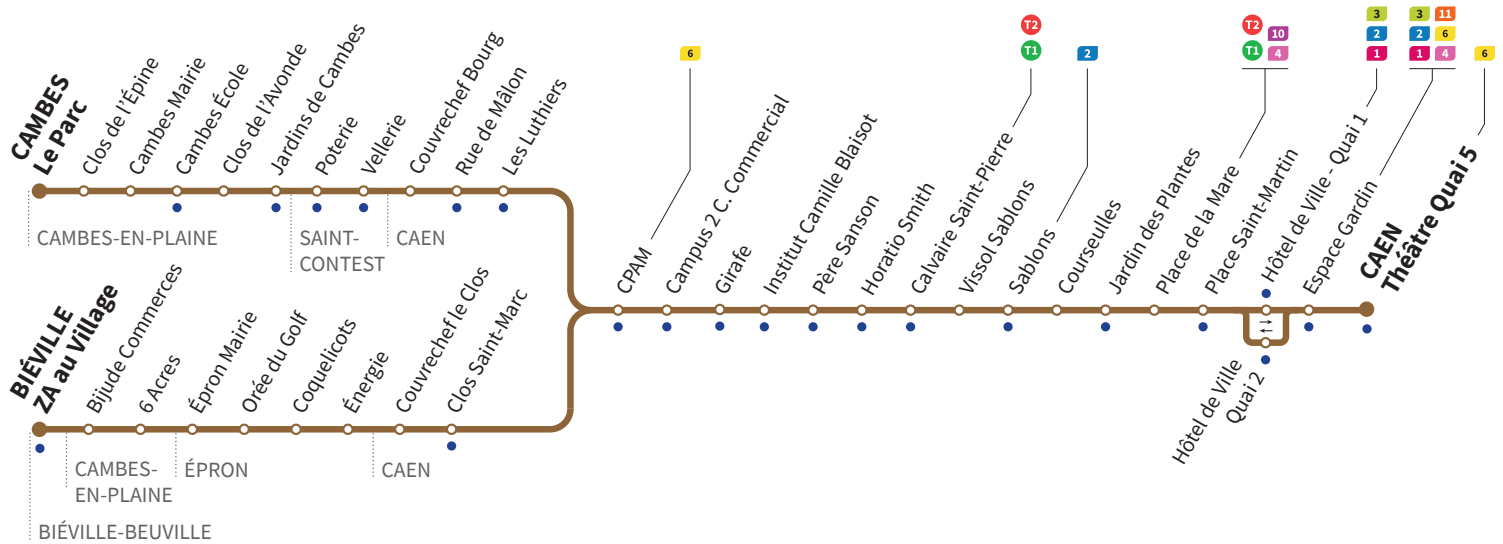 CAMBES
Le Parc
Clos de l'Épine
Cambes Mairie
Cambes École
Clos de l'Avonde
Jardins de Cambes
Poterie
Vellerie
Couvrechef Bourg
Rue de Mâlon
Les Luthiers
CAMBES-EN-PLAINE
SAINT-
CONTEST
CAEN
BIÉVILLE
ZA au Village
Bijude Commerces
6 Acres
Épron Mairie
Orée du Golf
Coquelicots
Énergie
Couvrechef le Clos
Clos Saint-Marc
CAMBES-
EN-PLAINE
ÉPRON
CAEN
BIÉVILLE-BEUVILLE
6
CPAM
Campus 2 C. Commercial
Girafe
Institut Camille Blaisot
Père Sanson
Horatio Smith
T2
T1
Calvaire Saint-Pierre
Vissol Sablons
2
Sablons
Courseulles
Jardin des Plantes
T2 10
T1 4
Place de la Mare
Place Saint-Martin
3
2
1
Hôtel de Ville - Quai 1
Hôtel de Ville
Quai 2
3 11
2 6
1 4
Espace Gardin
6
CAEN
Théâtre Quai 5